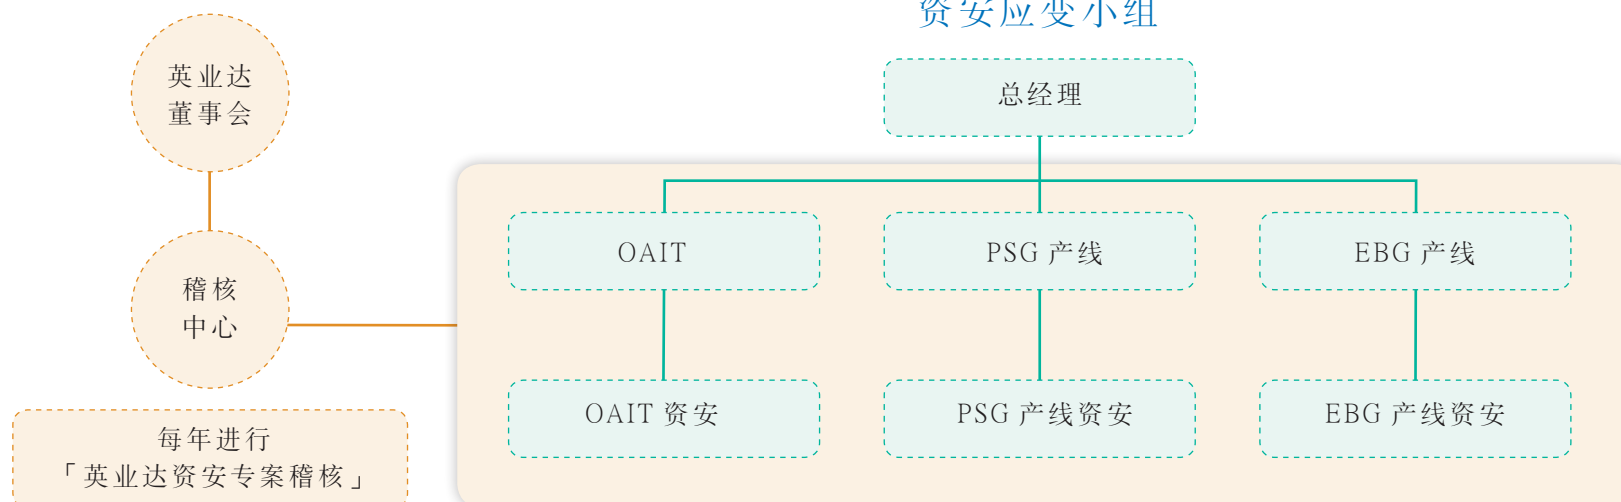 资安应变小组
英业达
董事会
总经理
稽核
中心
OAIT
PSG 产线
EBG 产线
OAIT 资安
PSG 产线资安
EBG 产线资安
每年进行
「英业达资安专案稽核」